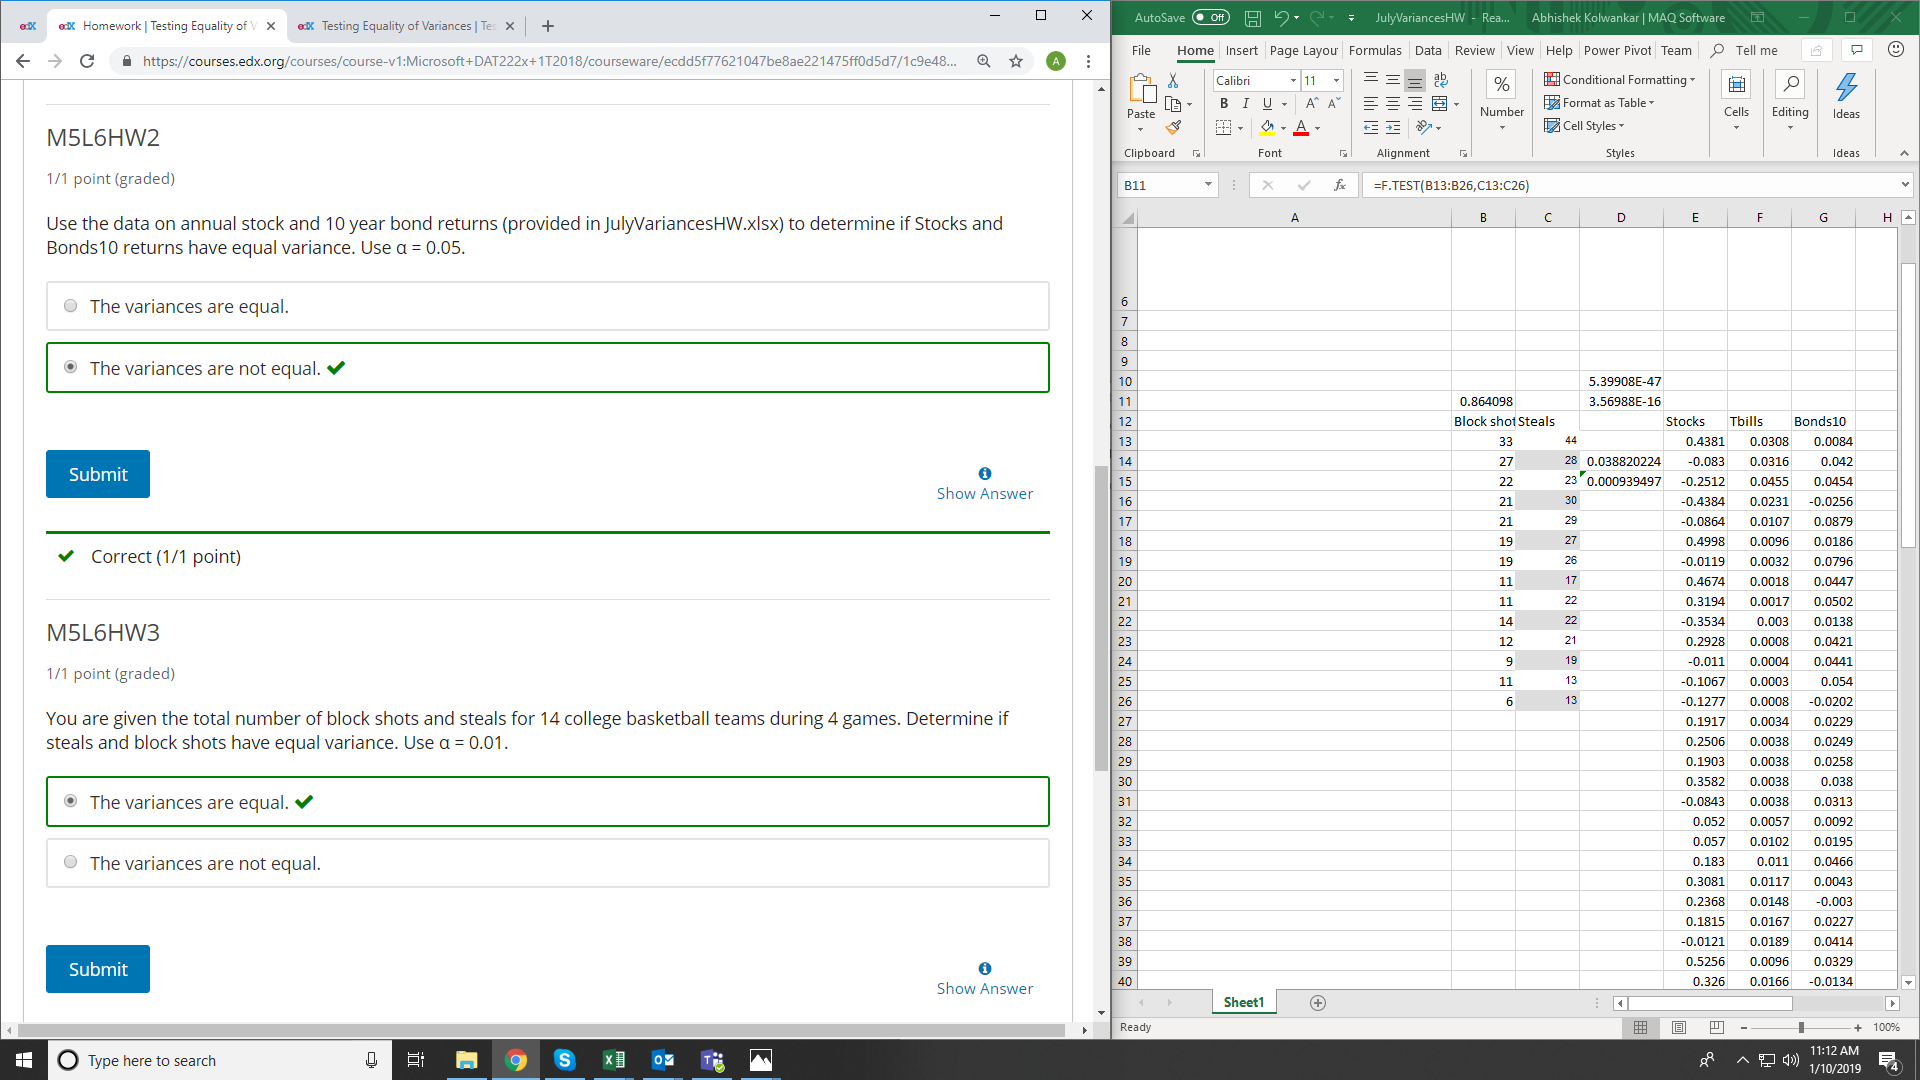 Homework | Testing Equality of V
Testing Equality of Variances | Tes
https://courses.edx.org/courses/course-v1:Microsoft+DAT222x+1T2018/courseware/ecdd5f77621047be8ae221475ff0d5d7/1c9e48...
A
M5L6HW2
1/1 point (graded)
Use the data on annual stock and 10 year bond returns (provided in JulyVariancesHW.xlsx) to determine if Stocks and
Bonds10 returns have equal variance. Use α = 0.05.
The variances are equal.
The variances are not equal.
Submit
Show Answer
Correct (1/1 point)
M5L6HW3
1/1 point (graded)
You are given the total number of block shots and steals for 14 college basketball teams during 4 games. Determine if
steals and block shots have equal variance. Use α = 0.01.
The variances are equal.
The variances are not equal.
Submit
Show Answer
AutoSave Off JulyVariancesHW - Rea... Abhishek Kolwankar | MAQ Software
File Home Insert Page Layou Formulas Data Review View Help Power Pivot Team Tell me
Paste
Clipboard
Calibri 11
B I U
Font
Alignment
% Number
Conditional Formatting
Format as Table
Cell Styles
Styles
Cells
Editing
Ideas
Ideas
B11 fx =F.TEST(B13:B26,C13:C26)
A B C D E F G H
6
7
8
9
10 5.39908E-47
11 0.864098 3.56988E-16
12 Block shot Steals Stocks Tbills Bonds10
13 33 44 0.4381 0.0308 0.0084
14 27 28 0.038820224 -0.083 0.0316 0.042
15 22 23 0.000939497 -0.2512 0.0455 0.0454
16 21 30 -0.4384 0.0231 -0.0256
17 21 29 -0.0864 0.0107 0.0879
18 19 27 0.4998 0.0096 0.0186
19 19 26 -0.0119 0.0032 0.0796
20 11 17 0.4674 0.0018 0.0447
21 11 22 0.3194 0.0017 0.0502
22 14 22 -0.3534 0.003 0.0138
23 12 21 0.2928 0.0008 0.0421
24 9 19 -0.011 0.0004 0.0441
25 11 13 -0.1067 0.0003 0.054
26 6 13 -0.1277 0.0008 -0.0202
27 0.1917 0.0034 0.0229
28 0.2506 0.0038 0.0249
29 0.1903 0.0038 0.0258
30 0.3582 0.0038 0.038
31 -0.0843 0.0038 0.0313
32 0.052 0.0057 0.0092
33 0.057 0.0102 0.0195
34 0.183 0.011 0.0466
35 0.3081 0.0117 0.0043
36 0.2368 0.0148 -0.003
37 0.1815 0.0167 0.0227
38 -0.0121 0.0189 0.0414
39 0.5256 0.0096 0.0329
40 0.326 0.0166 -0.0134
Sheet1
Ready
100%
Type here to search
11:12 AM
1/10/2019
4